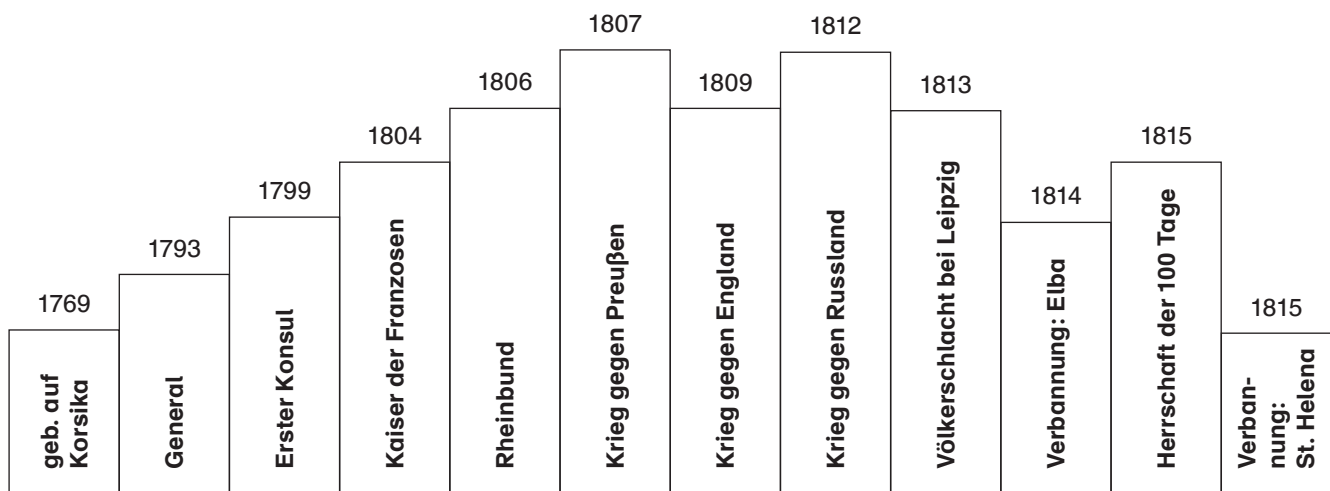 1769
geb. auf
Korsika
1793
General
1799
Erster Konsul
1804
Kaiser der Franzosen
1806
Rheinbund
1807
Krieg gegen Preußen
1809
Krieg gegen England
1812
Krieg gegen Russland
1813
Völkerschlacht bei Leipzig
1814
Verbannung: Elba
1815
Herrschaft der 100 Tage
1815
Verban-
nung:
St. Helena